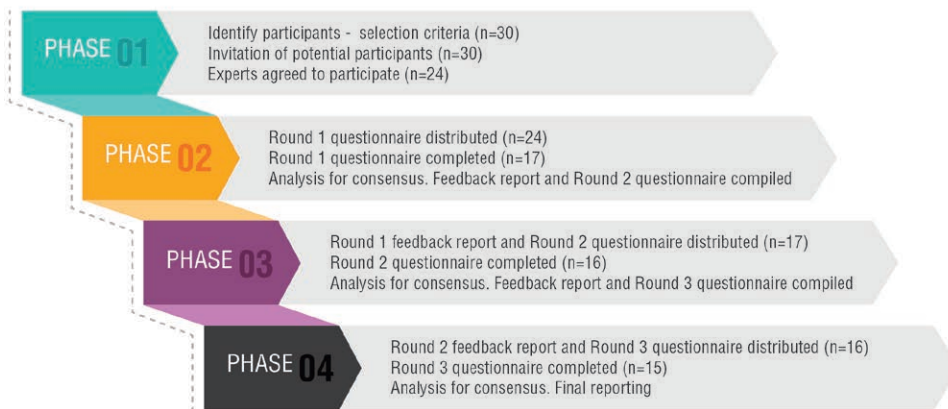 PHASE 01
Identify participants - selection criteria (n=30)
Invitation of potential participants (n=30)
Experts agreed to participate (n=24)
PHASE 02
Round 1 questionnaire distributed (n=24)
Round 1 questionnaire completed (n=17)
Analysis for consensus. Feedback report and Round 2 questionnaire compiled
PHASE 03
Round 1 feedback report and Round 2 questionnaire distributed (n=17)
Round 2 questionnaire completed (n=16)
Analysis for consensus. Feedback report and Round 3 questionnaire compiled
PHASE 04
Round 2 feedback report and Round 3 questionnaire distributed (n=16)
Round 3 questionnaire completed (n=15)
Analysis for consensus. Final reporting